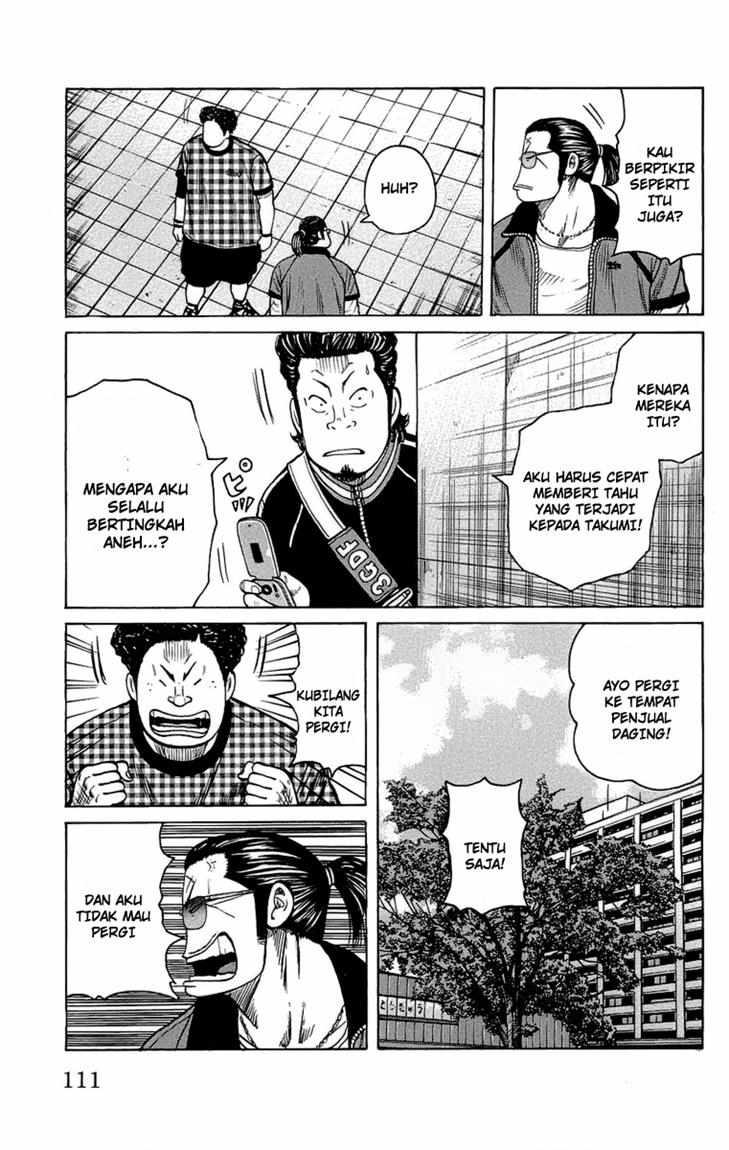 KAU
BERPIKIR
SEPERTI
ITU
JUGA?
HUH?
KENAPA
MEREKA
ITU?
AKU HARUS CEPAT
MEMBERI TAHU
YANG TERJADI
KEPADA TAKUMI!
ピ
3GDF
MENGAPA AKU
SELALU
BERTINGKAH
ANEH...?
AYO PERGI
KE TEMPAT
PENJUAL
DAGING!
TENTU
SAJA!
KUBILANG
KITA
PERGI!
DAN AKU
TIDAK MAU
PERGI
111